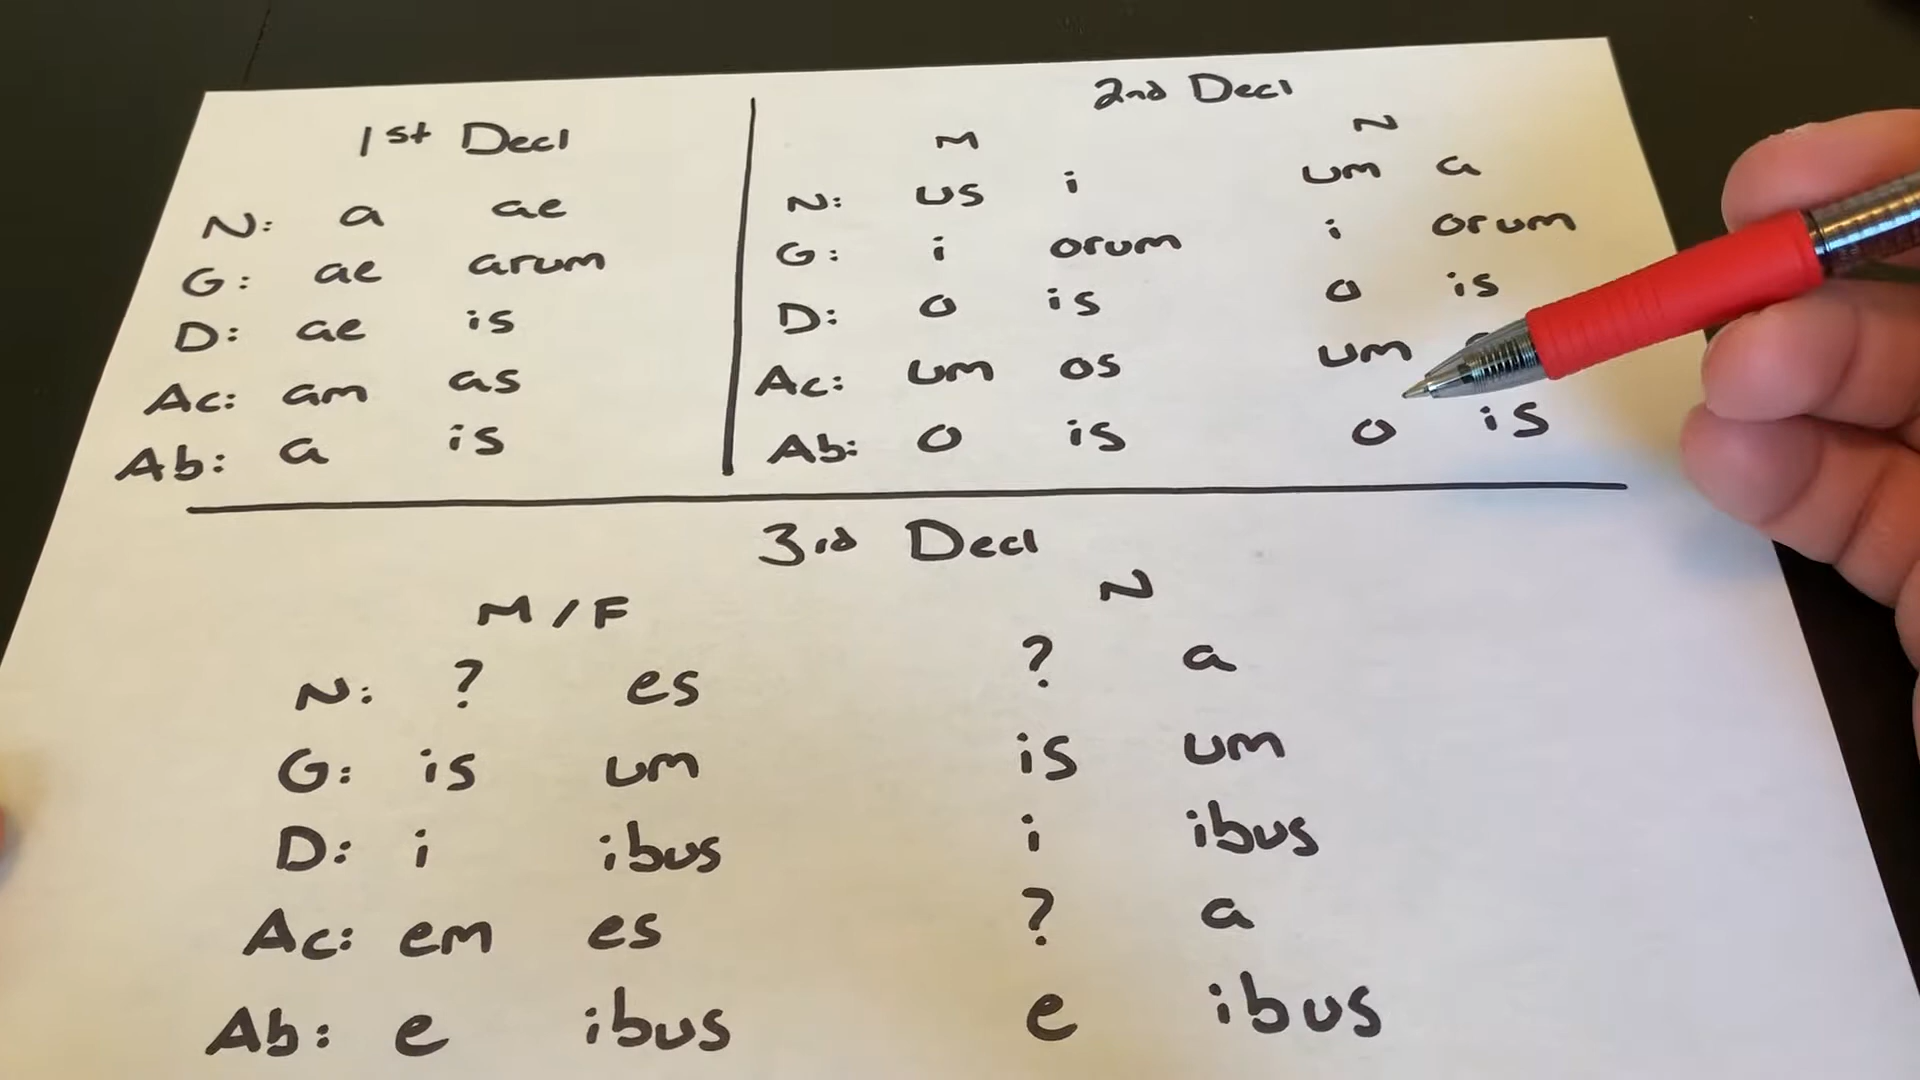 1st Decl
N: a ae
G: ae arum
D: ae is
Ac: am as
Ab: a is
2nd Decl
M N
N: us i um a
G: i orum i orum
D: o is o is
Ac: um os um
Ab: o is o is
3rd Decl
M/F N
N: ? es ? a
G: is um is um
D: i ibus i ibus
Ac: em es ? a
Ab: e ibus e ibus